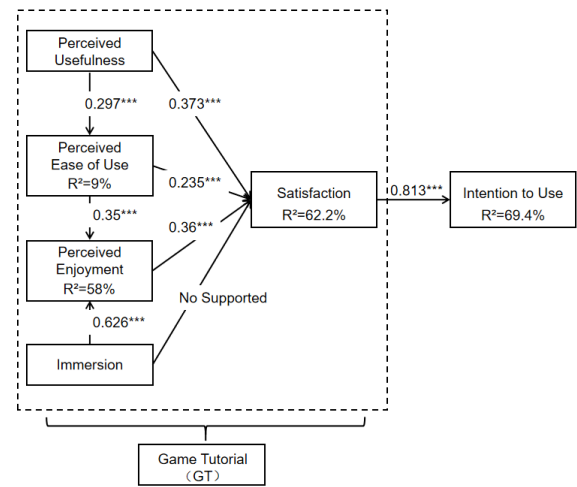 Perceived
Usefulness
0.297***
0.373***
Perceived
Ease of Use
R²=9%
0.235***
Satisfaction
R²=62.2%
0.813***
Intention to Use
R²=69.4%
0.35***
0.36***
Perceived
Enjoyment
R²=58%
No Supported
0.626***
Immersion
Game Tutorial
（GT）